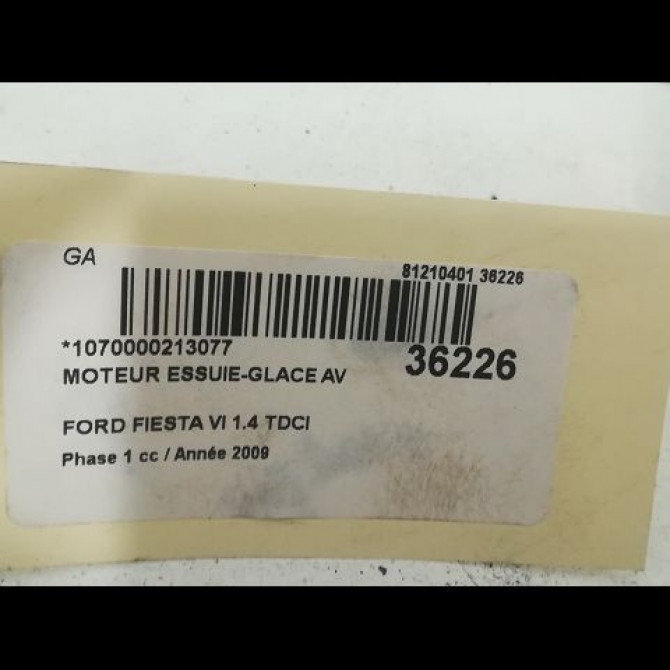 GA
81210401 36226
*1070000213077
36226
MOTEUR ESSUIE-GLACE AV
FORD FIESTA VI 1.4 TDCI
Phase 1 cc / Année 2009